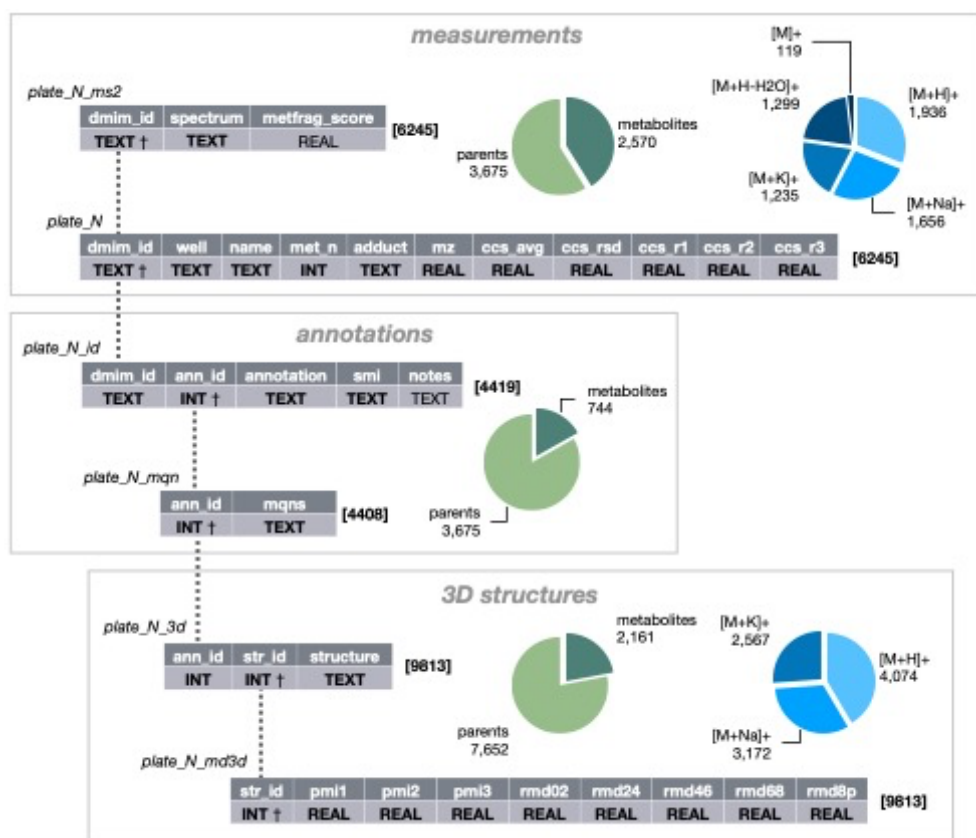 measurements
plate_N_ms2
dmim_id spectrum metfrag_score
TEXT † TEXT REAL
[6245]
parents
3,675
metabolites
2,570
[M]+
119
[M+H-H2O]+
1,299
[M+H]+
1,936
[M+K]+
1,235
[M+Na]+
1,656
plate_N
dmim_id well name met_n adduct mz ccs_avg ccs_rsd ccs_r1 ccs_r2 ccs_r3
TEXT † TEXT TEXT INT TEXT REAL REAL REAL REAL REAL REAL
[6245]
annotations
plate_N_id
dmim_id ann_id annotation smi notes
TEXT INT † TEXT TEXT TEXT
[4419]
metabolites
744
parents
3,675
plate_N_mqn
ann_id mqns
INT † TEXT
[4408]
3D structures
plate_N_3d
ann_id str_id structure
INT INT † TEXT
[9813]
metabolites
2,161
parents
7,652
[M+K]+
2,567
[M+H]+
4,074
[M+Na]+
3,172
plate_N_md3d
str_id pmi1 pmi2 pmi3 rmd02 rmd24 rmd46 rmd68 rmd8p
INT † REAL REAL REAL REAL REAL REAL REAL REAL
[9813]